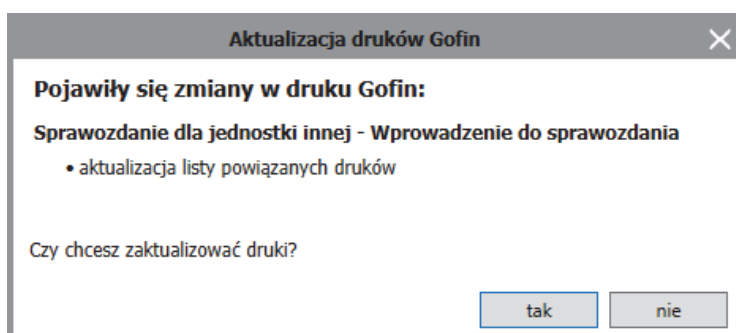 Aktualizacja druków Gofin
Pojawiły się zmiany w druku Gofin:
Sprawozdanie dla jednostki innej - Wprowadzenie do sprawozdania
• aktualizacja listy powiązanych druków
Czy chcesz zaktualizować druki?
tak nie